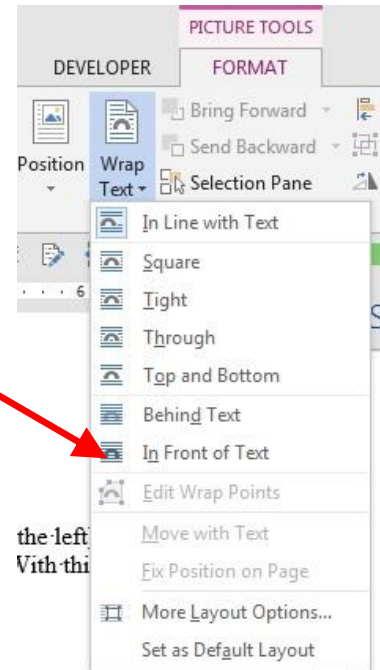 PICTURE TOOLS
DEVELOPER FORMAT
Position
Wrap Text
Bring Forward
Send Backward
Selection Pane
In Line with Text
6
Square
Tight
Through
Top and Bottom
Behind Text
In Front of Text
Edit Wrap Points
the left
Move with Text
With thi
Fix Position on Page
More Layout Options...
Set as Default Layout